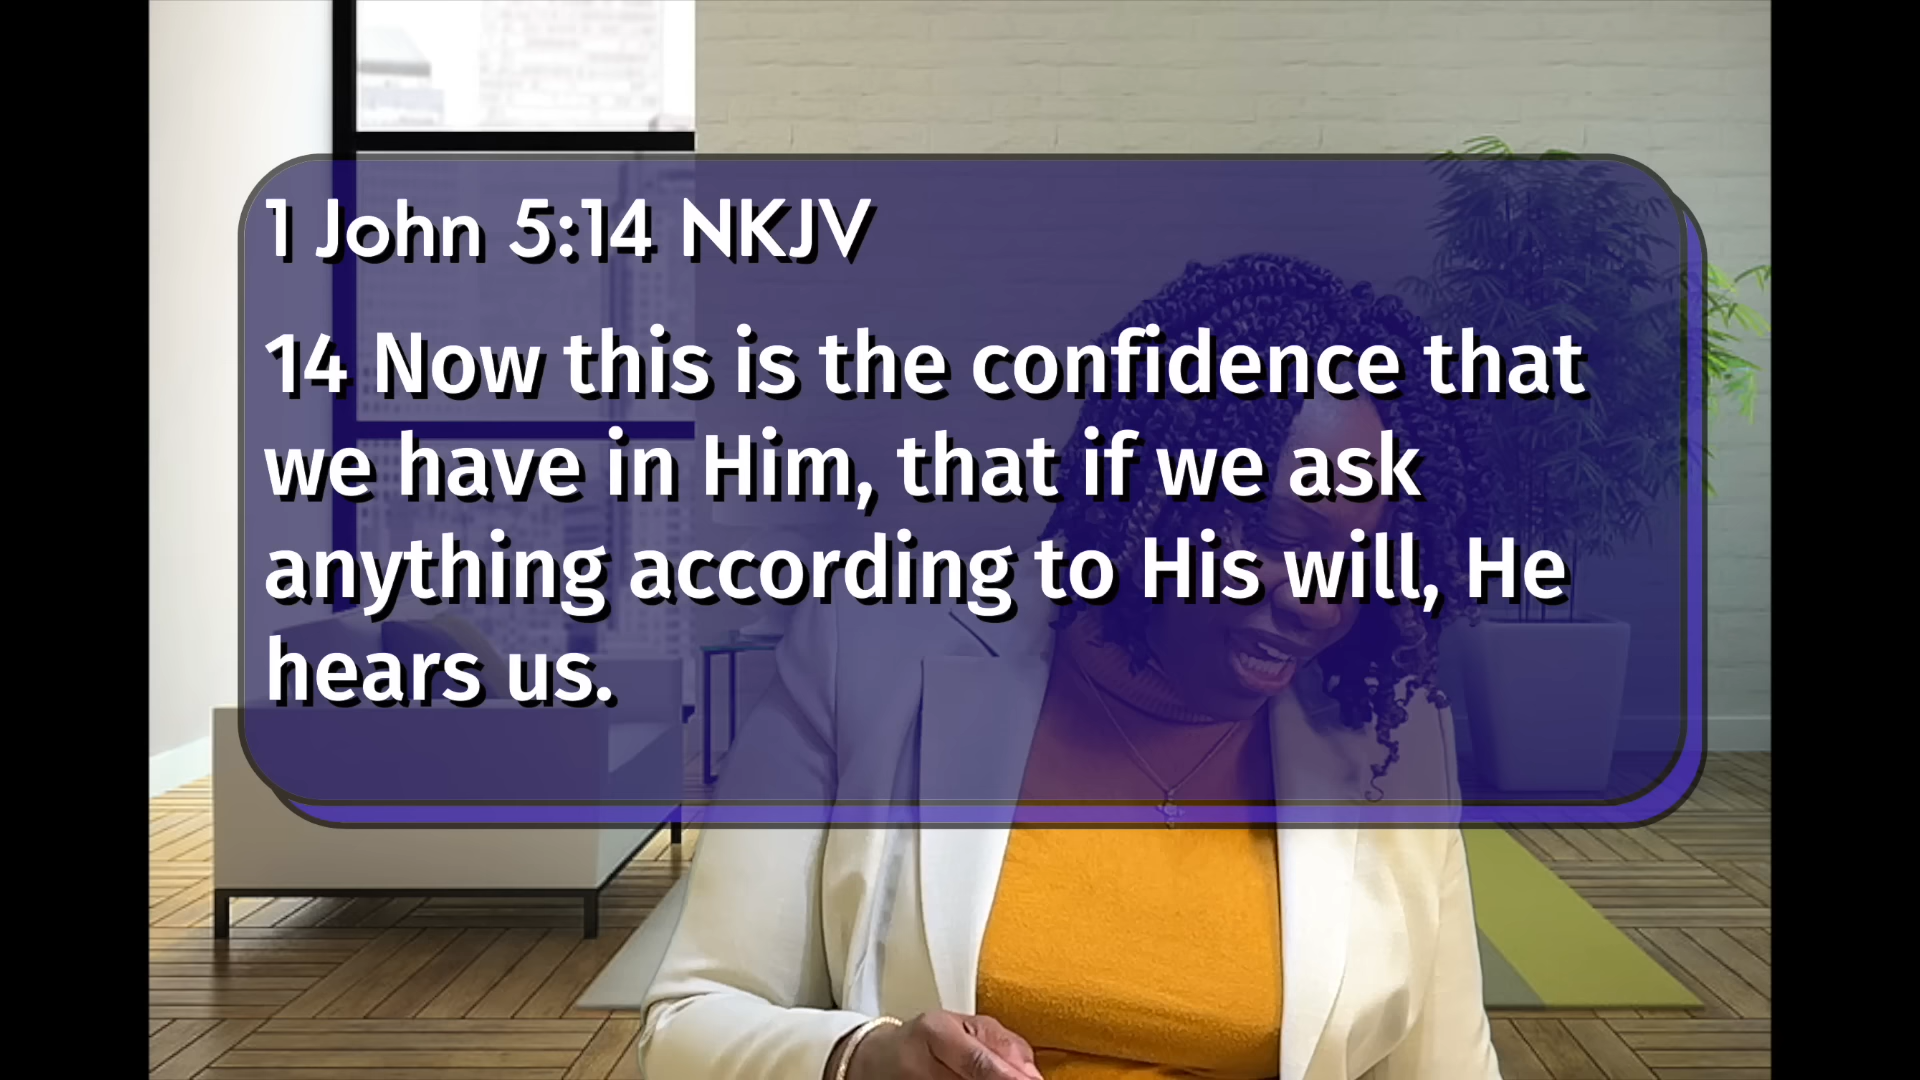 1 John 5:14 NKJV
14 Now this is the confidence that
we have in Him, that if we ask
anything according to His will, He
hears us.